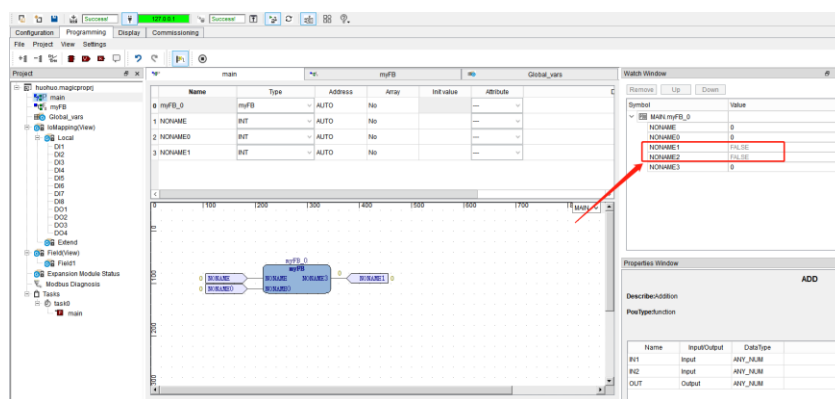 Success! 127.0.0.1 Success!
Configuration Programming Display Commissioning
File Project View Settings
Project
main
myFB
Global_vars
Watch Window
Name Type Address Array Init value Attribute
0 myFB_0 myFB AUTO No ---
1 NONAME INT AUTO No ---
2 NONAME0 INT AUTO No ---
3 NONAME1 INT AUTO No ---
huohuo.magicproprj
main
myFB
Global_vars
IoMapping(View)
Local
DI1
DI2
DI3
DI4
DI5
DI6
DI7
DI8
DO1
DO2
DO3
DO4
Extend
Field(View)
Field1
Expansion Module Status
Modbus Diagnosis
Tasks
task0
main
0 100 200 300 400 500 600 700
MAIN
100
200
300
myFB_0
myFB
0 NONAME NONAME NONAME3 0 NONAME1 0
0 NONAME0 NONAME0
Remove Up Down
Symbol Value
MAIN.myFB_0
NONAME 0
NONAME0 0
NONAME1 FALSE
NONAME2 FALSE
NONAME3 0
Properties Window
ADD
Describe:Addition
PouType:function
Name Input/Output DataType
IN1 Input ANY_NUM
IN2 Input ANY_NUM
OUT Output ANY_NUM